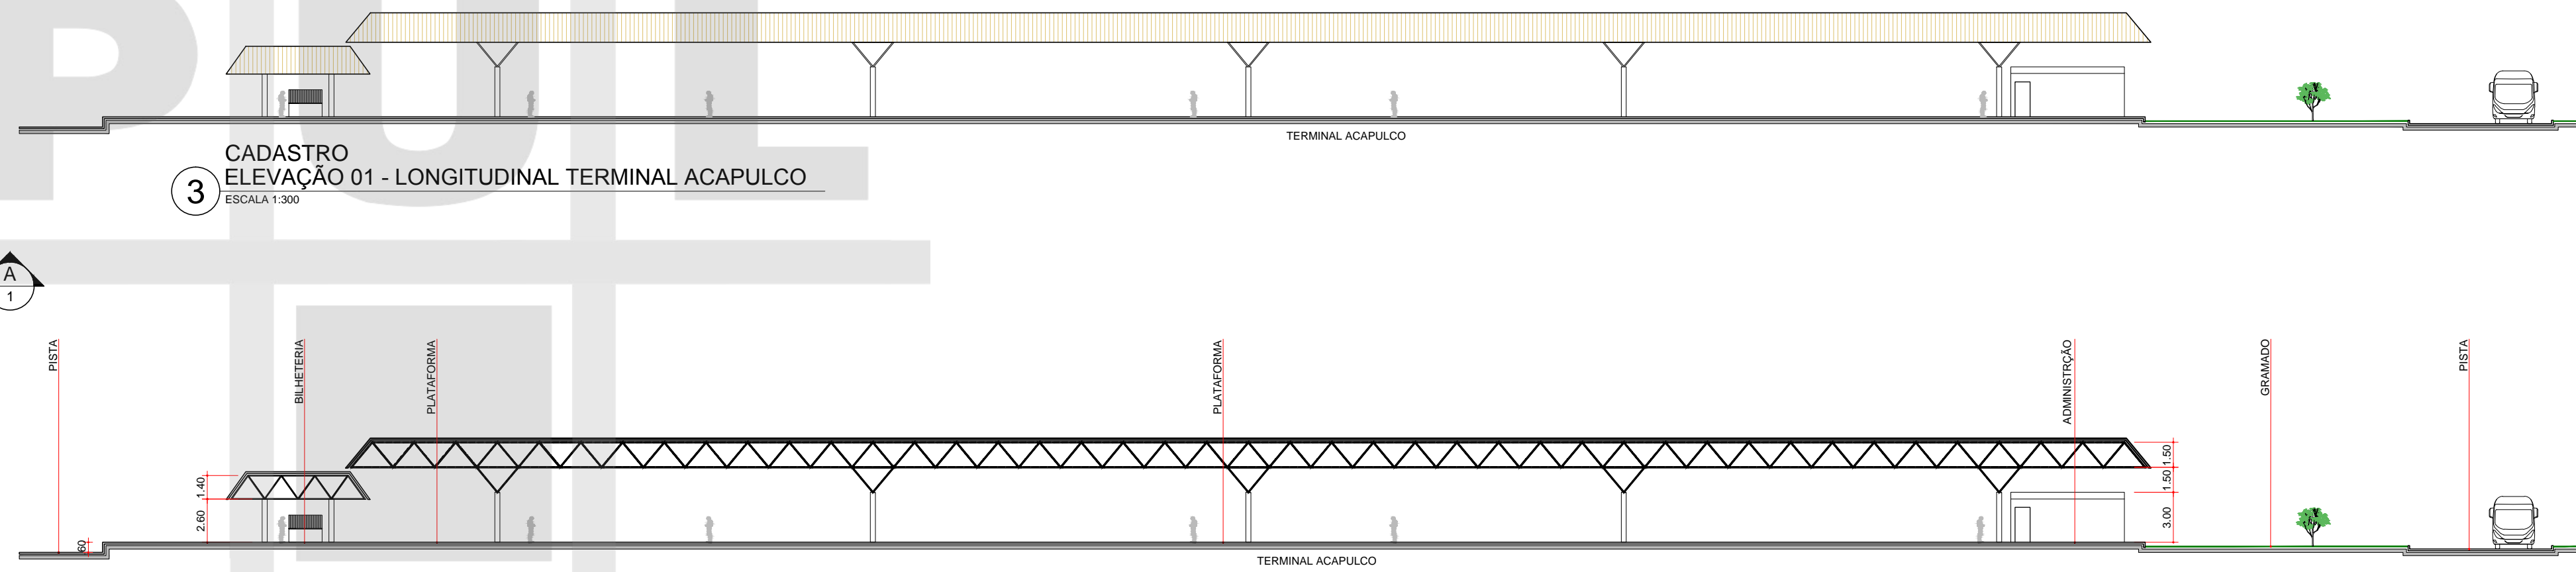 TERMINAL ACAPULCO
CADASTRO
3 ELEVAÇÃO 01 - LONGITUDINAL TERMINAL ACAPULCO
ESCALA 1:300
A
1
PISTA
BILHETERIA
PLATAFORMA
PLATAFORMA
ADMINISTRÇÃO
GRAMADO
PISTA
1.40
2.60
60
1.50
1.50
3.00
TERMINAL ACAPULCO